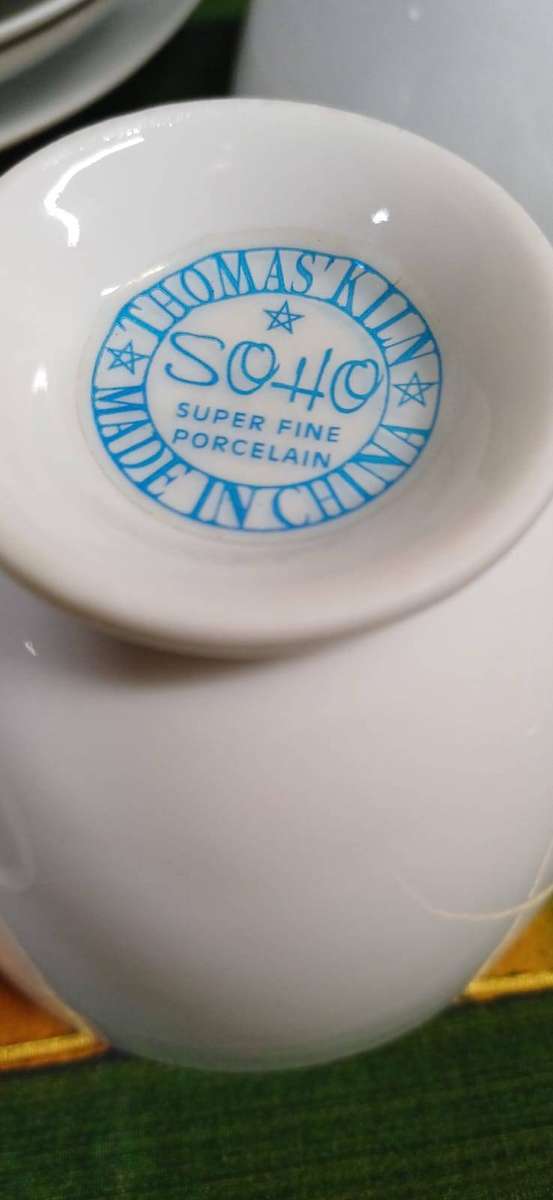 THOMAS' KILN
SOHO
SUPER FINE
PORCELAIN
MADE IN CHINA